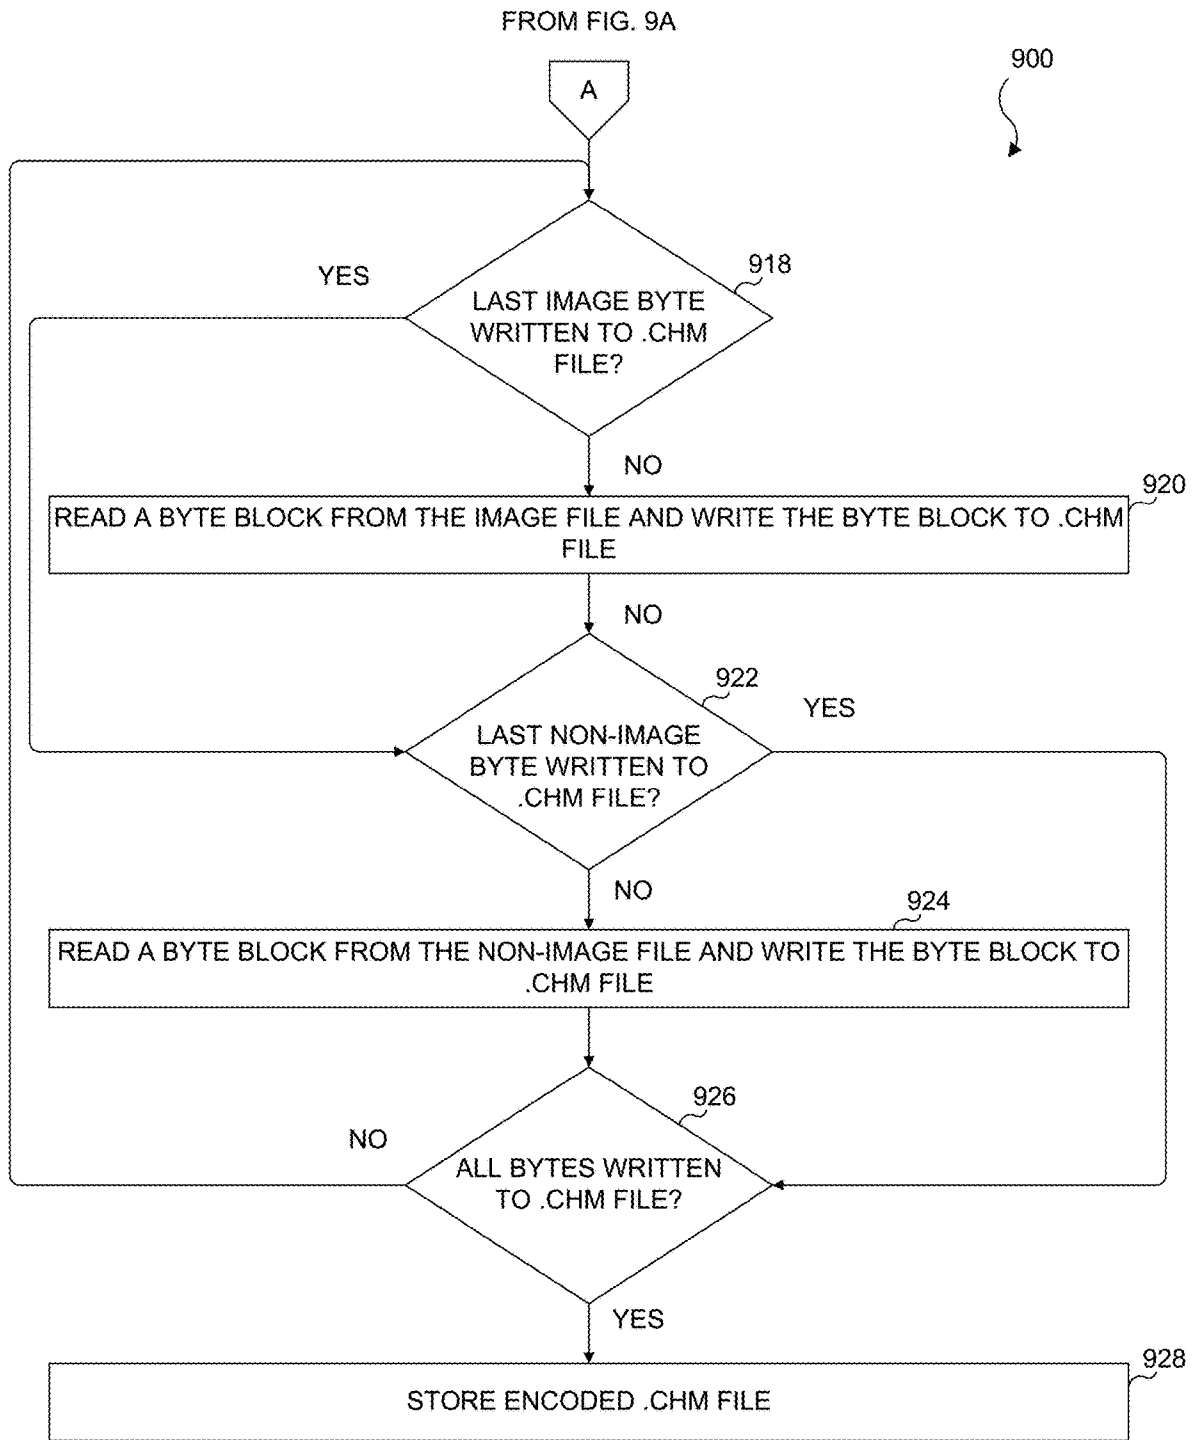 FROM FIG. 9A
900
A
YES
918
LAST IMAGE BYTE
WRITTEN TO .CHM
FILE?
NO
920
READ A BYTE BLOCK FROM THE IMAGE FILE AND WRITE THE BYTE BLOCK TO .CHM
FILE
NO
922
YES
LAST NON-IMAGE
BYTE WRITTEN TO
.CHM FILE?
NO
924
READ A BYTE BLOCK FROM THE NON-IMAGE FILE AND WRITE THE BYTE BLOCK TO
.CHM FILE
926
NO
ALL BYTES WRITTEN
TO .CHM FILE?
YES
928
STORE ENCODED .CHM FILE